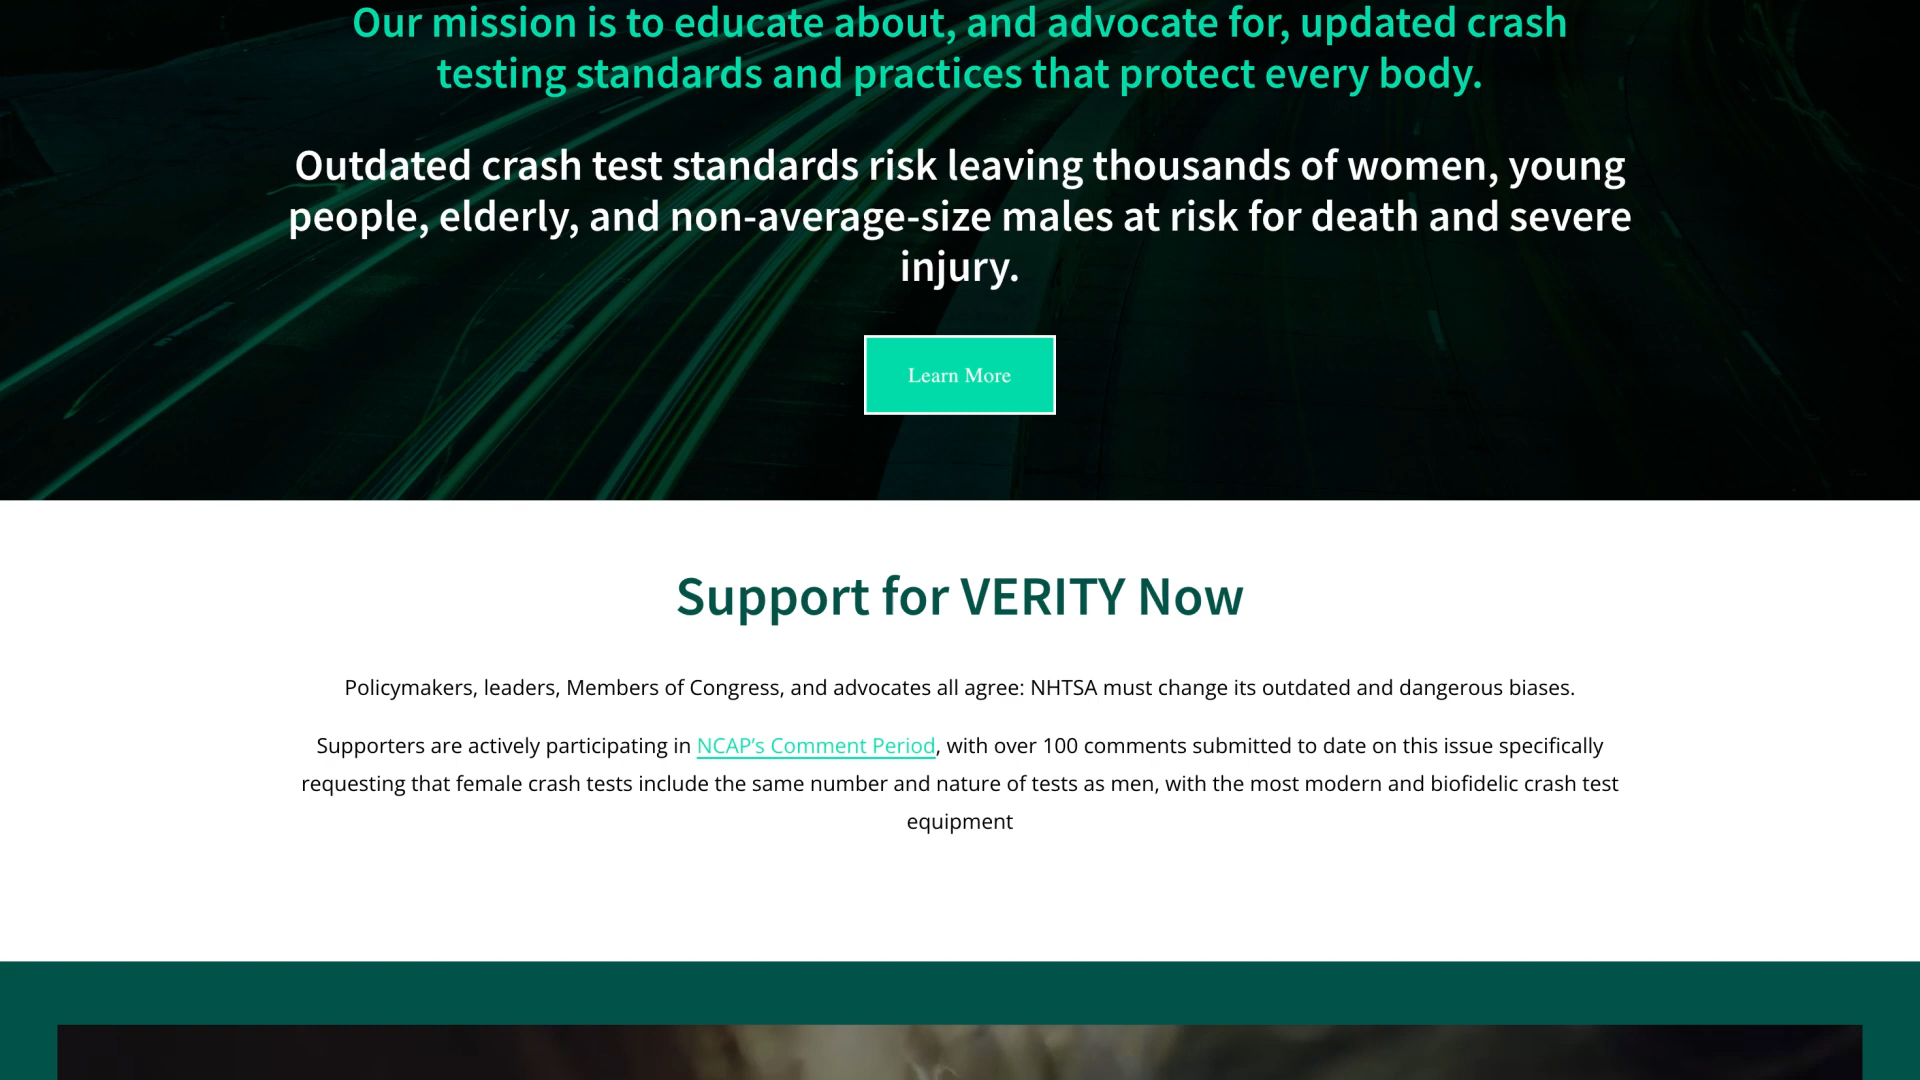 Our mission is to educate about, and advocate for, updated crash
testing standards and practices that protect every body.
Outdated crash test standards risk leaving thousands of women, young
people, elderly, and non-average-size males at risk for death and severe
injury.
Learn More
Support for VERITY Now
Policymakers, leaders, Members of Congress, and advocates all agree: NHTSA must change its outdated and dangerous biases.
Supporters are actively participating in NCAP’s Comment Period, with over 100 comments submitted to date on this issue specifically
requesting that female crash tests include the same number and nature of tests as men, with the most modern and biofidelic crash test
equipment